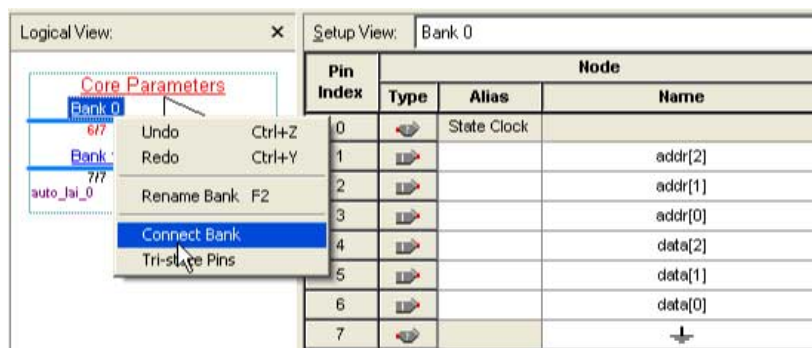 Logical View: ×
Setup View: Bank 0
Core Parameters
Bank 0
6/7
Bank
7/7
auto_lai_0
Undo Ctrl+Z
Redo Ctrl+Y
Rename Bank F2
Connect Bank
Tri-state Pins
Pin Index Node
Type Alias Name
0 State Clock
1 addr[2]
2 addr[1]
3 addr[0]
4 data[2]
5 data[1]
6 data[0]
7